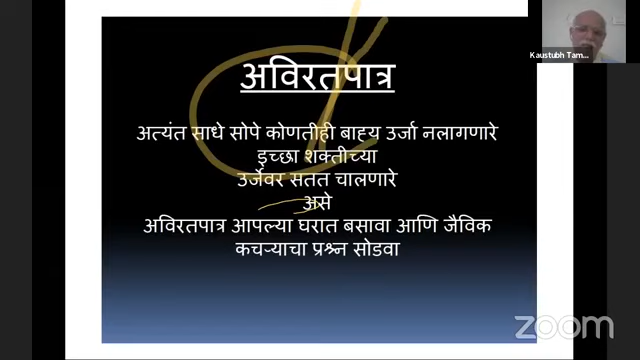 Kaustubh Tam...
अविरतपात्र
अत्यंत साधे सोपे कोणतीही बाह्य उर्जा नलागणारे
इच्छा शक्तीच्या
उर्जेवर सतत चालणारे
असे
अविरतपात्र आपल्या घरात बसावा आणि जैविक
कचऱ्याचा प्रश्न सोडवा
zoom